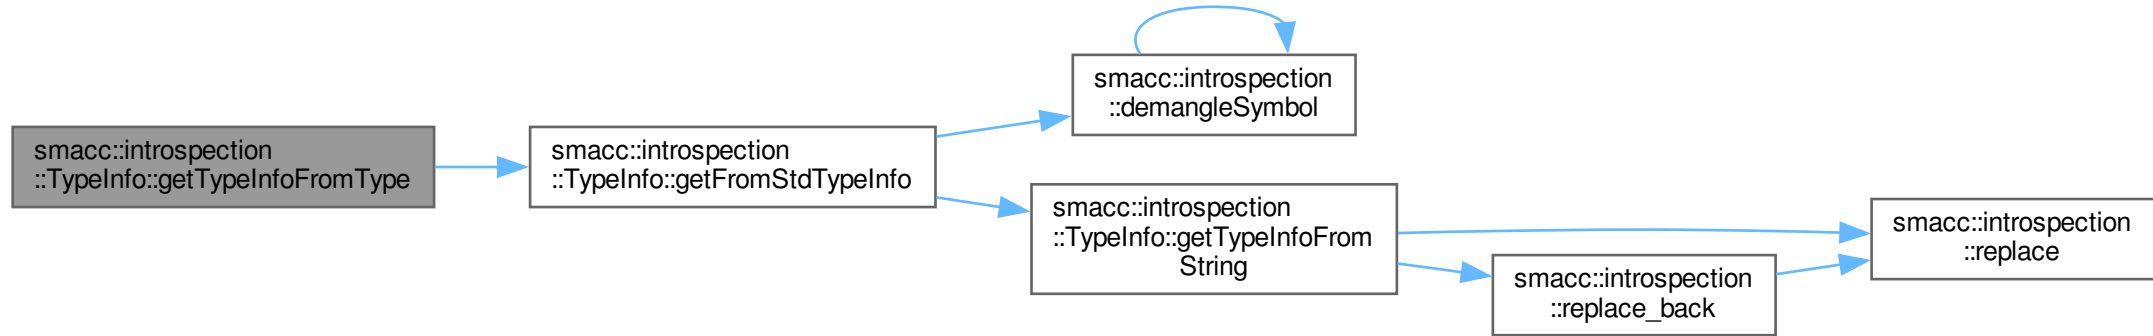 smacc::introspection
::TypeInfo::getTypeInfoFromType
smacc::introspection
::TypeInfo::getFromStdTypeInfo
smacc::introspection
::demangleSymbol
smacc::introspection
::TypeInfo::getTypeInfoFrom
String
smacc::introspection
::replace_back
smacc::introspection
::replace